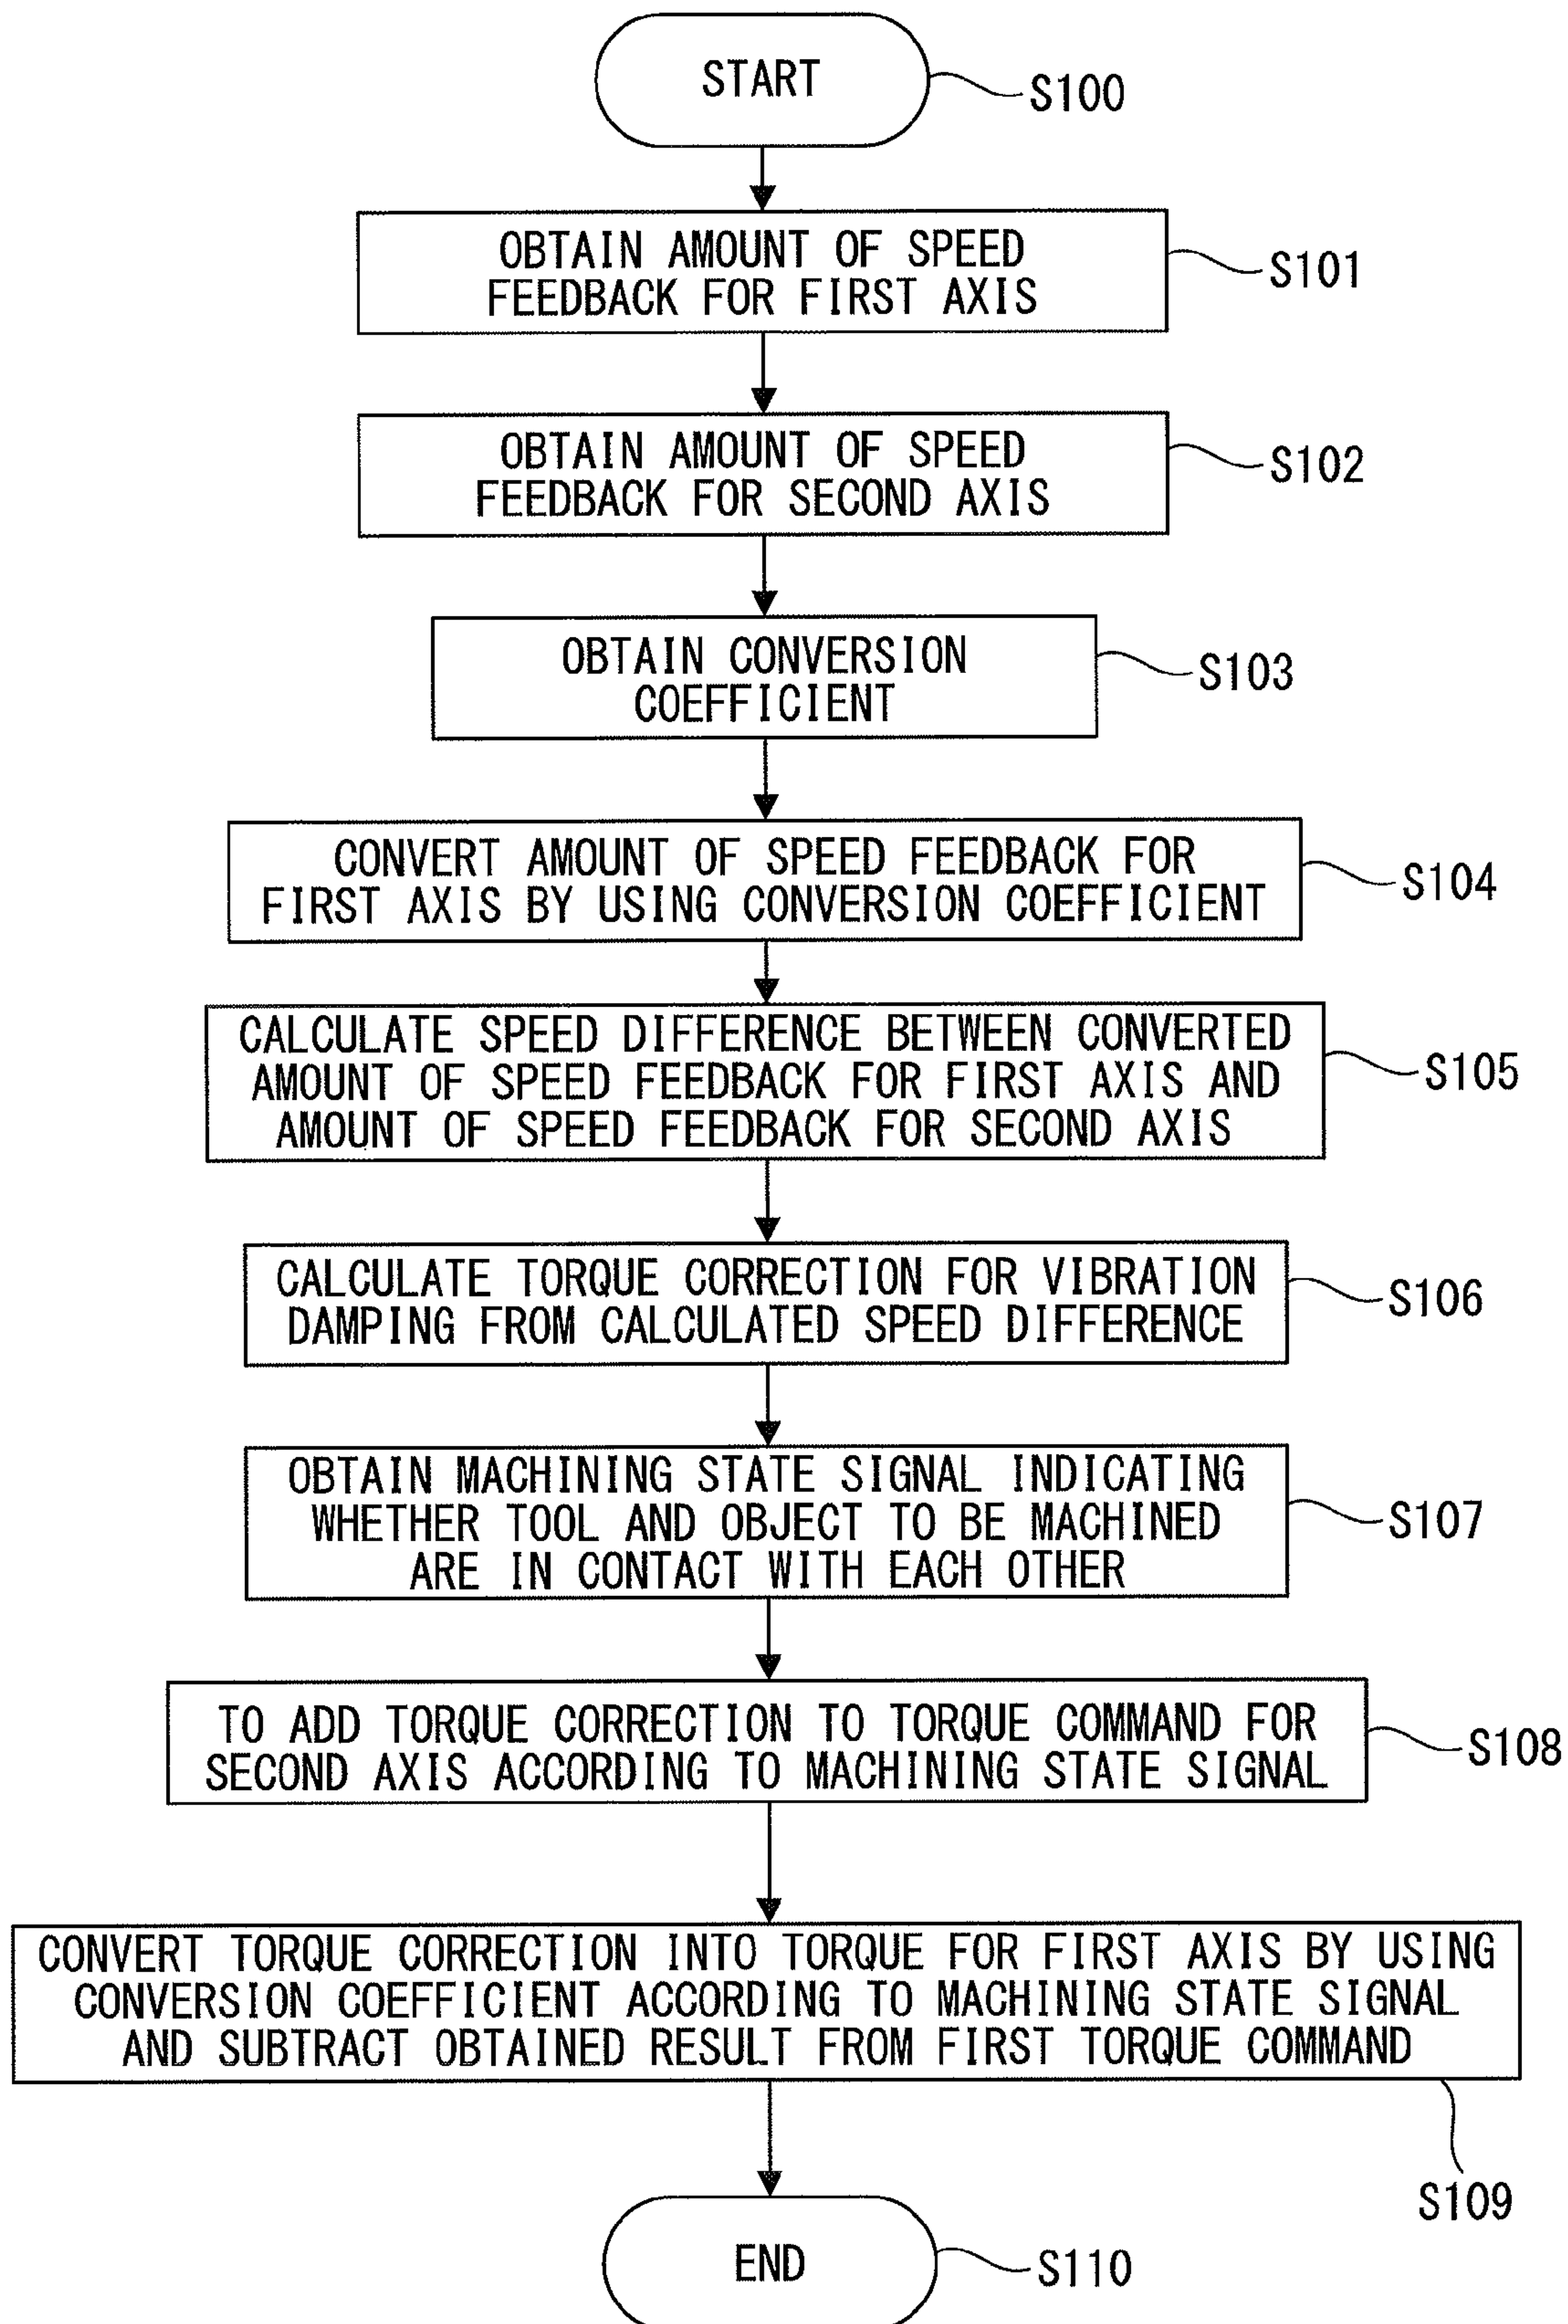 START
S100
OBTAIN AMOUNT OF SPEED
FEEDBACK FOR FIRST AXIS
S101
OBTAIN AMOUNT OF SPEED
FEEDBACK FOR SECOND AXIS
S102
OBTAIN CONVERSION
COEFFICIENT
S103
CONVERT AMOUNT OF SPEED FEEDBACK FOR
FIRST AXIS BY USING CONVERSION COEFFICIENT
S104
CALCULATE SPEED DIFFERENCE BETWEEN CONVERTED
AMOUNT OF SPEED FEEDBACK FOR FIRST AXIS AND
AMOUNT OF SPEED FEEDBACK FOR SECOND AXIS
S105
CALCULATE TORQUE CORRECTION FOR VIBRATION
DAMPING FROM CALCULATED SPEED DIFFERENCE
S106
OBTAIN MACHINING STATE SIGNAL INDICATING
WHETHER TOOL AND OBJECT TO BE MACHINED
ARE IN CONTACT WITH EACH OTHER
S107
TO ADD TORQUE CORRECTION TO TORQUE COMMAND FOR
SECOND AXIS ACCORDING TO MACHINING STATE SIGNAL
S108
CONVERT TORQUE CORRECTION INTO TORQUE FOR FIRST AXIS BY USING
CONVERSION COEFFICIENT ACCORDING TO MACHINING STATE SIGNAL
AND SUBTRACT OBTAINED RESULT FROM FIRST TORQUE COMMAND
S109
END
S110